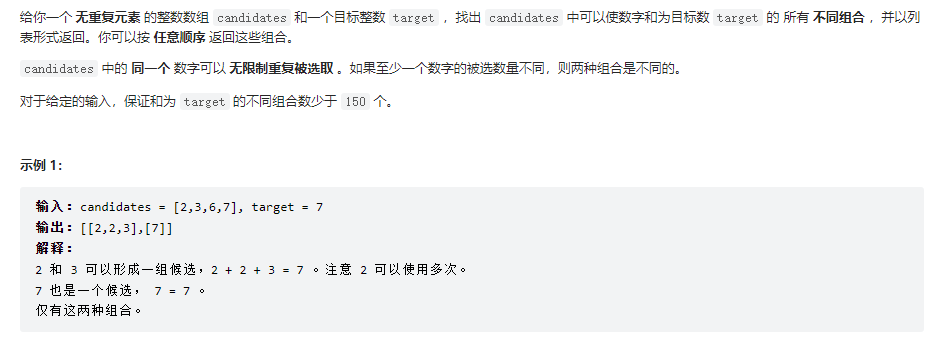 给你一个 无重复元素 的整数数组 candidates 和一个目标整数 target ，找出 candidates 中可以使数字和为目标数 target 的 所有 不同组合 ，并以列
表形式返回。你可以按 任意顺序 返回这些组合。
candidates 中的 同一个 数字可以 无限制重复被选取 。如果至少一个数字的被选数量不同，则两种组合是不同的。
对于给定的输入，保证和为 target 的不同组合数少于 150 个。
示例 1：
输入：candidates = [2,3,6,7], target = 7
输出：[[2,2,3],[7]]
解释：
2 和 3 可以形成一组候选，2 + 2 + 3 = 7 。注意 2 可以使用多次。
7 也是一个候选， 7 = 7 。
仅有这两种组合。